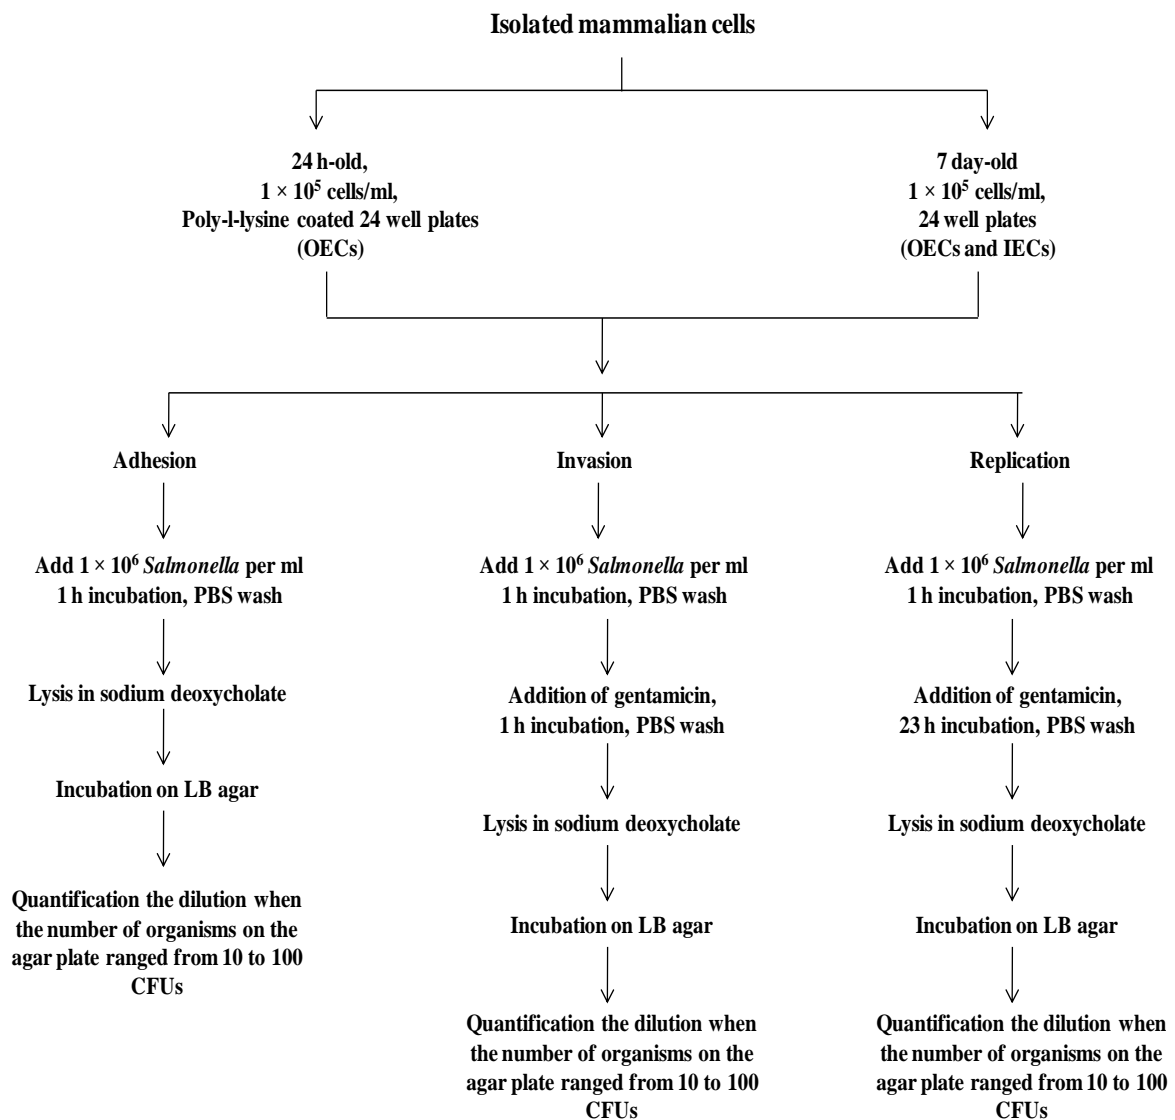 Isolated mammalian cells
24 h-old,
1 × 10⁵ cells/ml,
Poly-l-lysine coated 24 well plates
(OECs)
7 day-old
1 × 10⁵ cells/ml,
24 well plates
(OECs and IECs)
Adhesion
Add 1 × 10⁶ Salmonella per ml
1 h incubation, PBS wash
Lysis in sodium deoxycholate
Incubation on LB agar
Quantification the dilution when
the number of organisms on the
agar plate ranged from 10 to 100
CFUs
Invasion
Add 1 × 10⁶ Salmonella per ml
1 h incubation, PBS wash
Addition of gentamicin,
1 h incubation, PBS wash
Lysis in sodium deoxycholate
Incubation on LB agar
Quantification the dilution when
the number of organisms on the
agar plate ranged from 10 to 100
CFUs
Replication
Add 1 × 10⁶ Salmonella per ml
1 h incubation, PBS wash
Addition of gentamicin,
23 h incubation, PBS wash
Lysis in sodium deoxycholate
Incubation on LB agar
Quantification the dilution when
the number of organisms on the
agar plate ranged from 10 to 100
CFUs